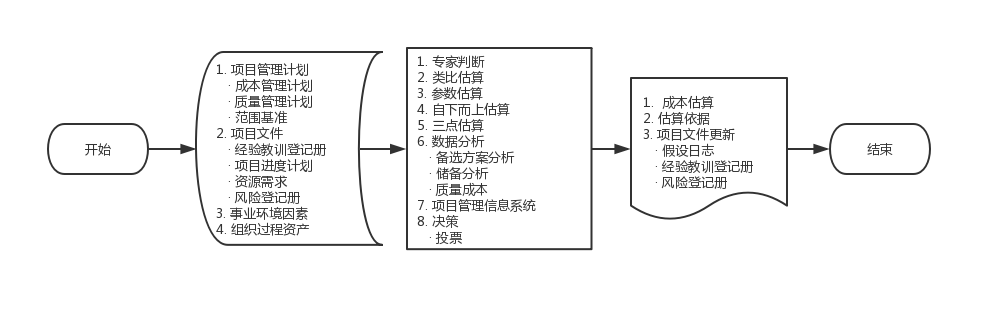 开始
1. 项目管理计划
· 成本管理计划
· 质量管理计划
· 范围基准
2. 项目文件
· 经验教训登记册
· 项目进度计划
· 资源需求
· 风险登记册
3. 事业环境因素
4. 组织过程资产
1. 专家判断
2. 类比估算
3. 参数估算
4. 自下而上估算
5. 三点估算
6. 数据分析
· 备选方案分析
· 储备分析
· 质量成本
7. 项目管理信息系统
8. 决策
· 投票
1. 成本估算
2. 估算依据
3. 项目文件更新
· 假设日志
· 经验教训登记册
· 风险登记册
结束